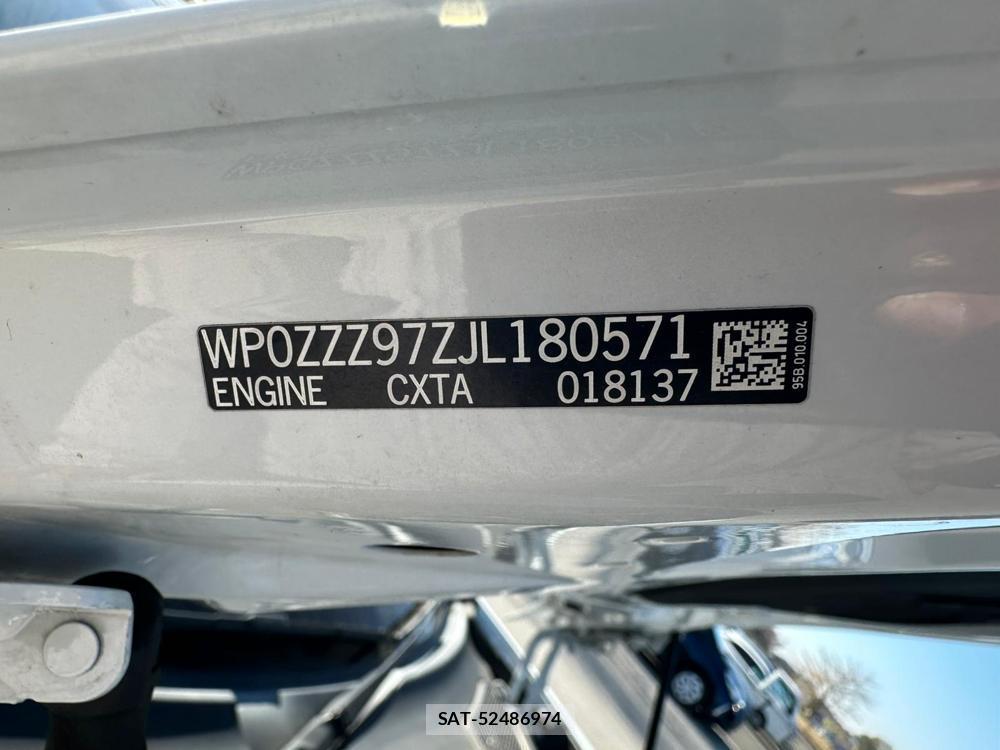 WP0ZZZ97ZJL180571
ENGINE CXTA 018137
95B.010.004
SAT-52486974